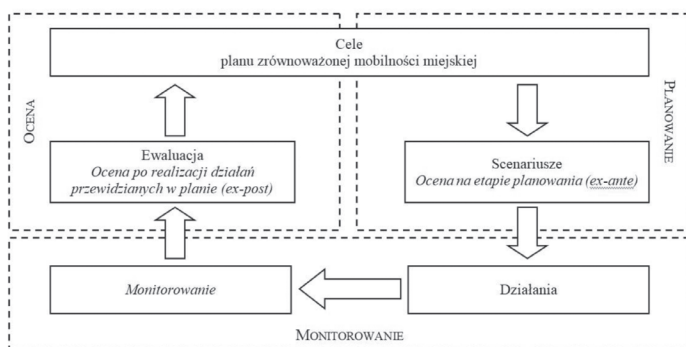 Cele
planu zrównoważonej mobilności miejskiej
OCENA
PLANOWANIE
Ewaluacja
Ocena po realizacji działań
przewidzianych w planie (ex-post)
Scenariusze
Ocena na etapie planowania (ex-ante)
Monitorowanie
Działania
MONITOROWANIE